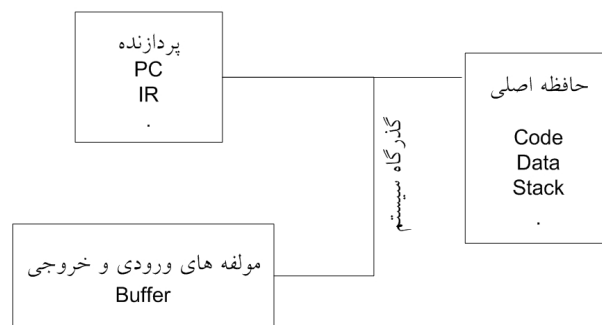 پردازنده
PC
IR
.
حافظه اصلی
Code
Data
Stack
.
گذرگاه سیستم
مولفه های ورودی و خروجی
Buffer